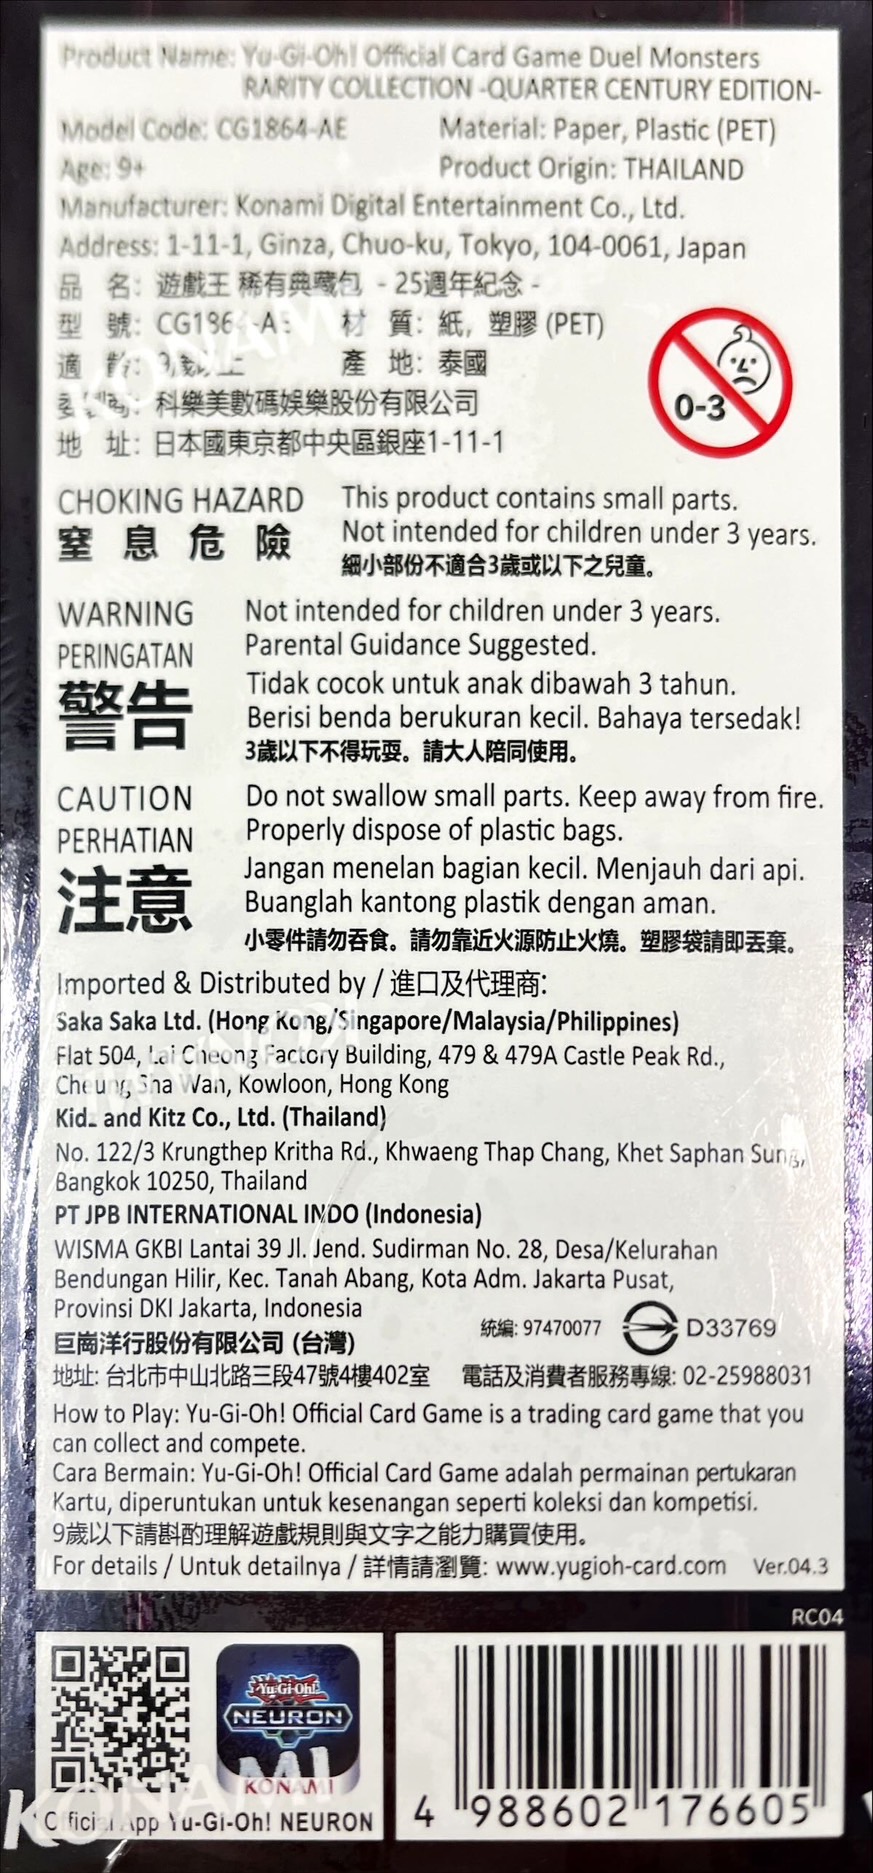 Product Name: Yu-Gi-Oh! Official Card Game Duel Monsters
RARITY COLLECTION -QUARTER CENTURY EDITION-
Model Code: CG1864-AE Material: Paper, Plastic (PET)
Age: 9+ Product Origin: THAILAND
Manufacturer: Konami Digital Entertainment Co., Ltd.
Address: 1-11-1, Ginza, Chuo-ku, Tokyo, 104-0061, Japan
品 名: 遊戲王 稀有典藏包 - 25週年紀念 -
型 號: CG1864-AE 材 質: 紙, 塑膠 (PET)
適 齡: 9歲以上 產 地: 泰國
科樂美數碼娛樂股份有限公司
地 址: 日本國東京都中央區銀座1-11-1
0-3
CHOKING HAZARD This product contains small parts.
Not intended for children under 3 years.
窒息危險 細小部份不適合3歲或以下之兒童。
WARNING Not intended for children under 3 years.
Parental Guidance Suggested.
PERINGATAN Tidak cocok untuk anak dibawah 3 tahun.
Berisi benda berukuran kecil. Bahaya tersedak!
警告 3歲以下不得玩耍。請大人陪同使用。
CAUTION Do not swallow small parts. Keep away from fire.
Properly dispose of plastic bags.
PERHATIAN Jangan menelan bagian kecil. Menjauh dari api.
Buanglah kantong plastik dengan aman.
注意 小零件請勿吞食。請勿靠近火源防止火燒。塑膠袋請即丟棄。
Imported & Distributed by / 進口及代理商:
Saka Saka Ltd. (Hong Kong/Singapore/Malaysia/Philippines)
Flat 504, Lai Cheong Factory Building, 479 & 479A Castle Peak Rd.,
Cheung Sha Wan, Kowloon, Hong Kong
Kidz and Kitz Co., Ltd. (Thailand)
No. 122/3 Krungthep Kritha Rd., Khwaeng Thap Chang, Khet Saphan Sung,
Bangkok 10250, Thailand
PT JPB INTERNATIONAL INDO (Indonesia)
WISMA GKBI Lantai 39 Jl. Jend. Sudirman No. 28, Desa/Kelurahan
Bendungan Hilir, Kec. Tanah Abang, Kota Adm. Jakarta Pusat,
Provinsi DKI Jakarta, Indonesia
巨崗洋行股份有限公司 (台灣) 統編: 97470077 D33769
地址: 台北市中山北路三段47號4樓402室 電話及消費者服務專線: 02-25988031
How to Play: Yu-Gi-Oh! Official Card Game is a trading card game that you
can collect and compete.
Cara Bermain: Yu-Gi-Oh! Official Card Game adalah permainan pertukaran
Kartu, diperuntukan untuk kesenangan seperti koleksi dan kompetisi.
9歲以下請斟酌理解遊戲規則與文字之能力購買使用。
For details / Untuk detailnya / 詳情請瀏覽: www.yugioh-card.com Ver.04.3
RC04
Yu-Gi-Oh!
NEURON
KONAMI
Official App Yu-Gi-Oh! NEURON
4 988602 176605
KONAMI